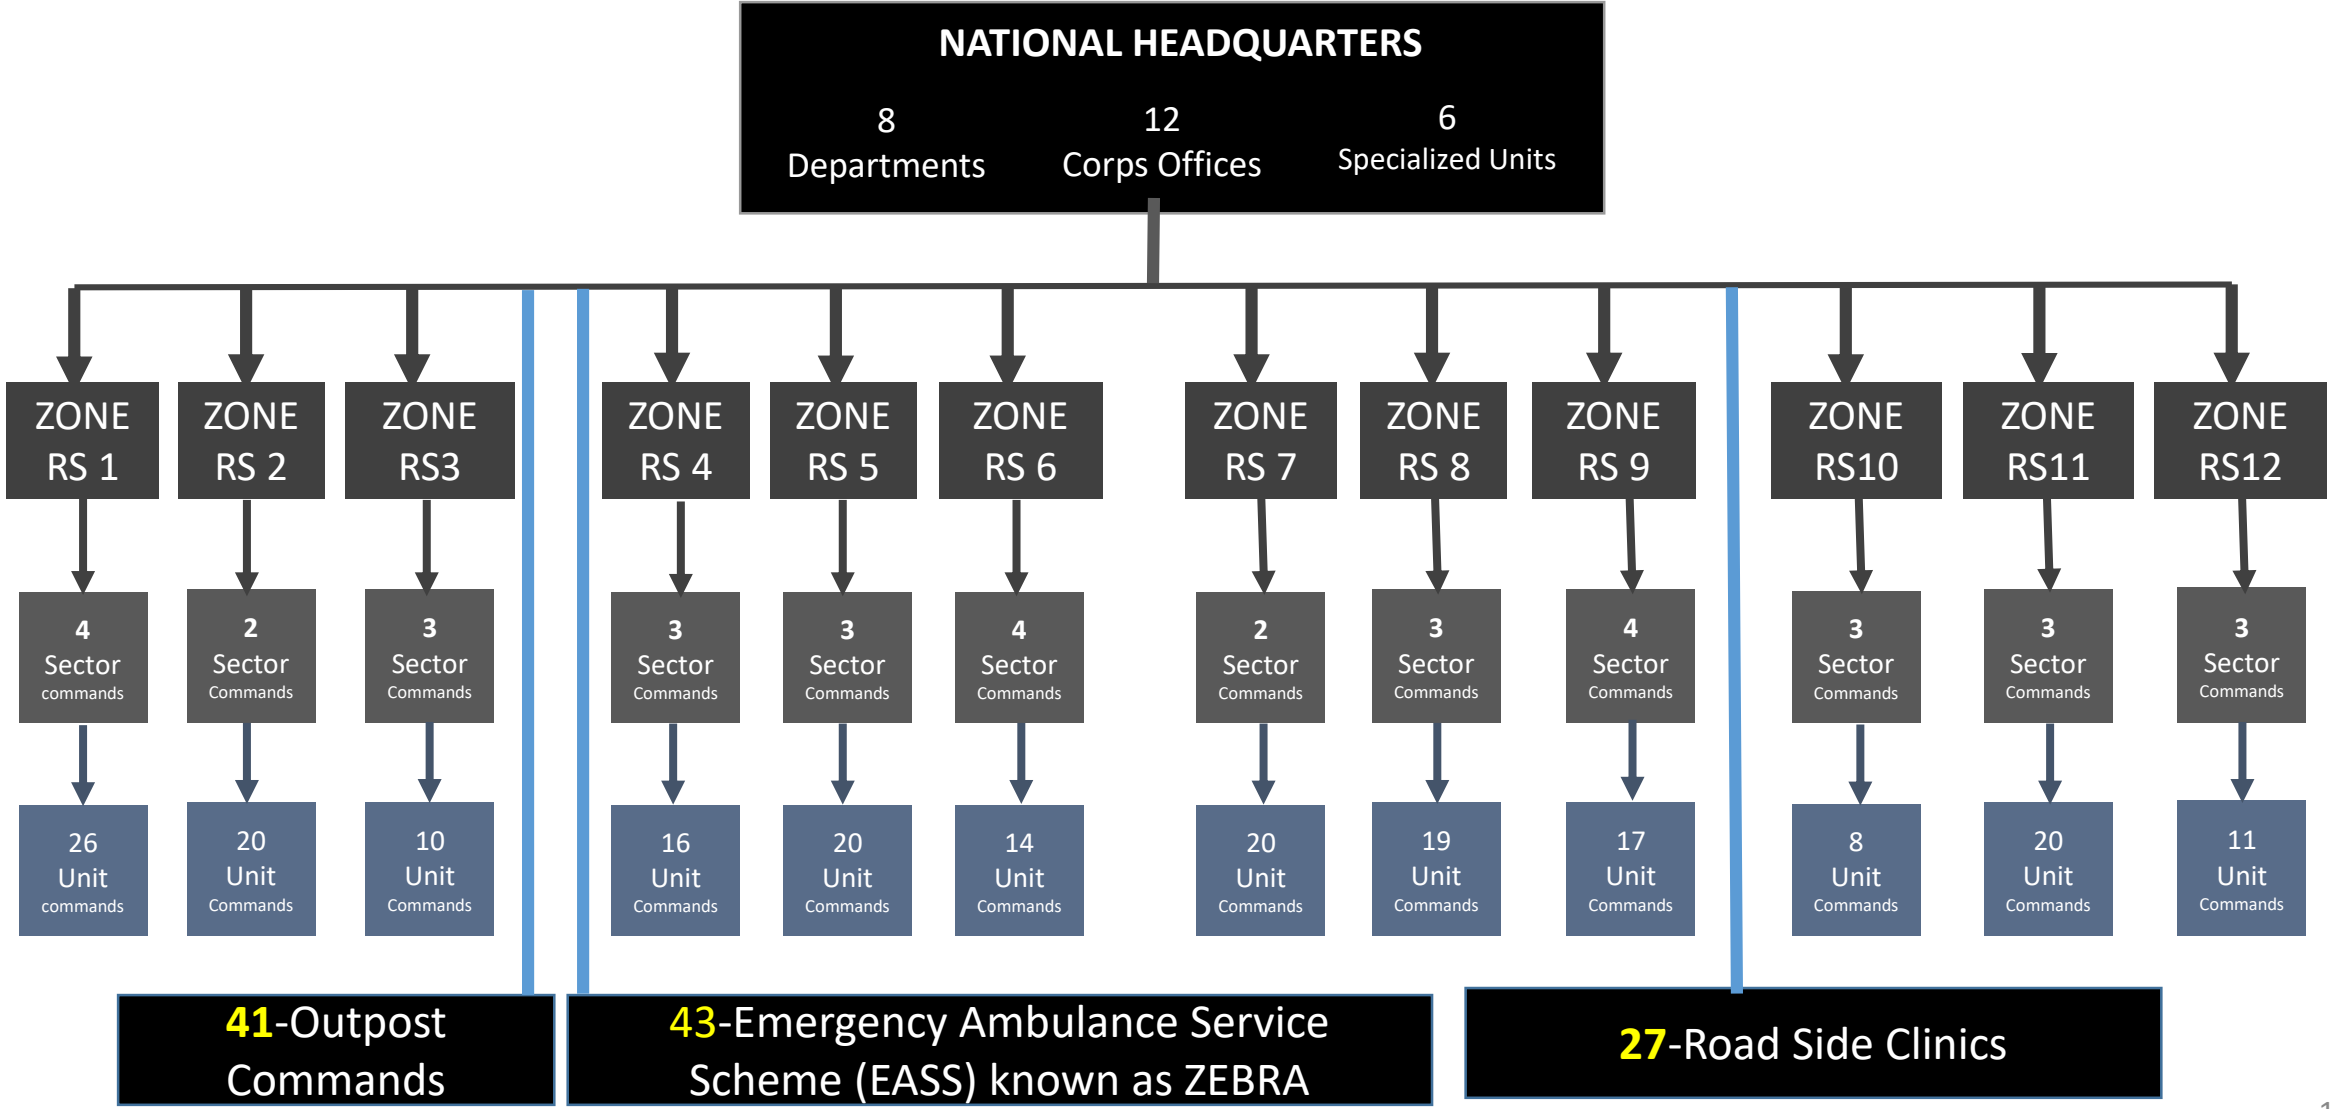 NATIONAL HEADQUARTERS
8
Departments
12
Corps Offices
6
Specialized Units
ZONE
RS 1
ZONE
RS 2
ZONE
RS3
ZONE
RS 4
ZONE
RS 5
ZONE
RS 6
ZONE
RS 7
ZONE
RS 8
ZONE
RS 9
ZONE
RS10
ZONE
RS11
ZONE
RS12
4
Sector
commands
2
Sector
Commands
3
Sector
Commands
3
Sector
Commands
3
Sector
Commands
4
Sector
Commands
2
Sector
Commands
3
Sector
Commands
4
Sector
Commands
3
Sector
Commands
3
Sector
Commands
3
Sector
Commands
26
Unit
commands
20
Unit
Commands
10
Unit
Commands
16
Unit
Commands
20
Unit
Commands
14
Unit
Commands
20
Unit
Commands
19
Unit
Commands
17
Unit
Commands
8
Unit
Commands
20
Unit
Commands
11
Unit
Commands
41-Outpost
Commands
43-Emergency Ambulance Service
Scheme (EASS) known as ZEBRA
27-Road Side Clinics